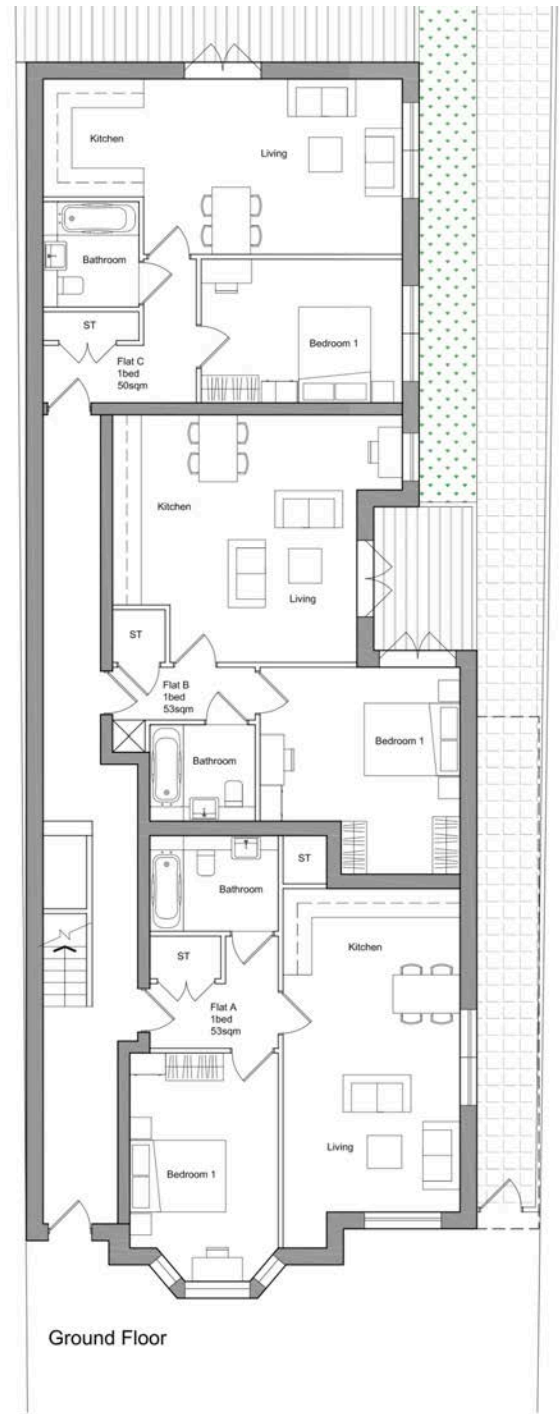 Kitchen
Living
Bathroom
ST
Flat C
1bed
50sqm
Bedroom 1
Kitchen
Living
ST
Flat B
1bed
53sqm
Bedroom 1
Bathroom
ST
Bathroom
Kitchen
ST
Flat A
1bed
53sqm
Living
Bedroom 1
Ground Floor